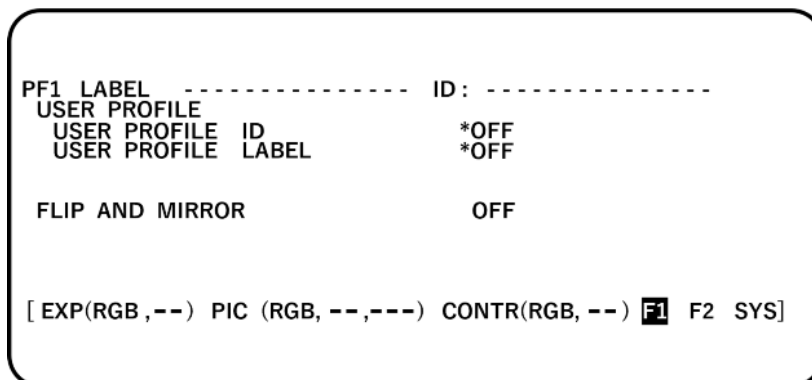 PF1 LABEL --------------- ID: ---------------
USER PROFILE
USER PROFILE ID *OFF
USER PROFILE LABEL *OFF
FLIP AND MIRROR OFF
[ EXP(RGB ,--) PIC (RGB, --,---) CONTR(RGB, --) F1 F2 SYS]